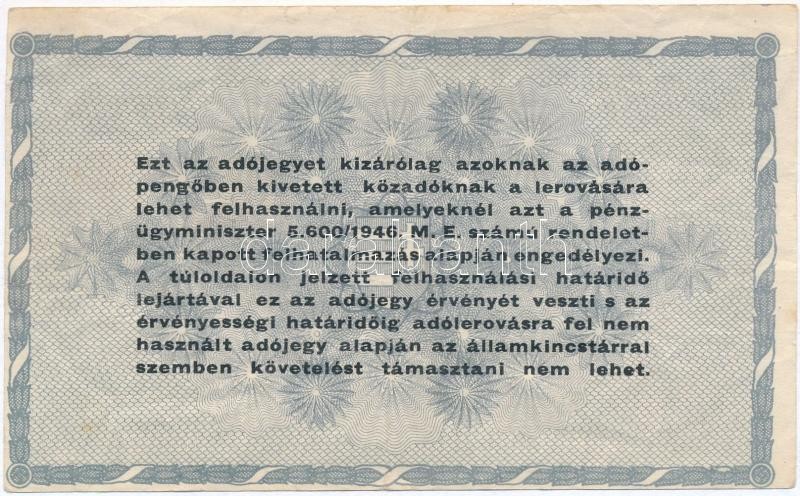 Ezt az adójegyet kizárólag azoknak az adó-
pengőben kivetett közadóknak a lerovására
lehet felhasználni, amelyeknél azt a pénz-
ügyminiszter 5.600/1946. M. E. számú rendelet-
ben kapott felhatalmazás alapján engedélyezi.
A túloldalon jelzett felhasználási határidő
lejártával ez az adójegy érvényét veszti s az
érvényességi határidőig adólerovásra fel nem
használt adójegy alapján az államkincstárral
szemben követelést támasztani nem lehet.
darabanth